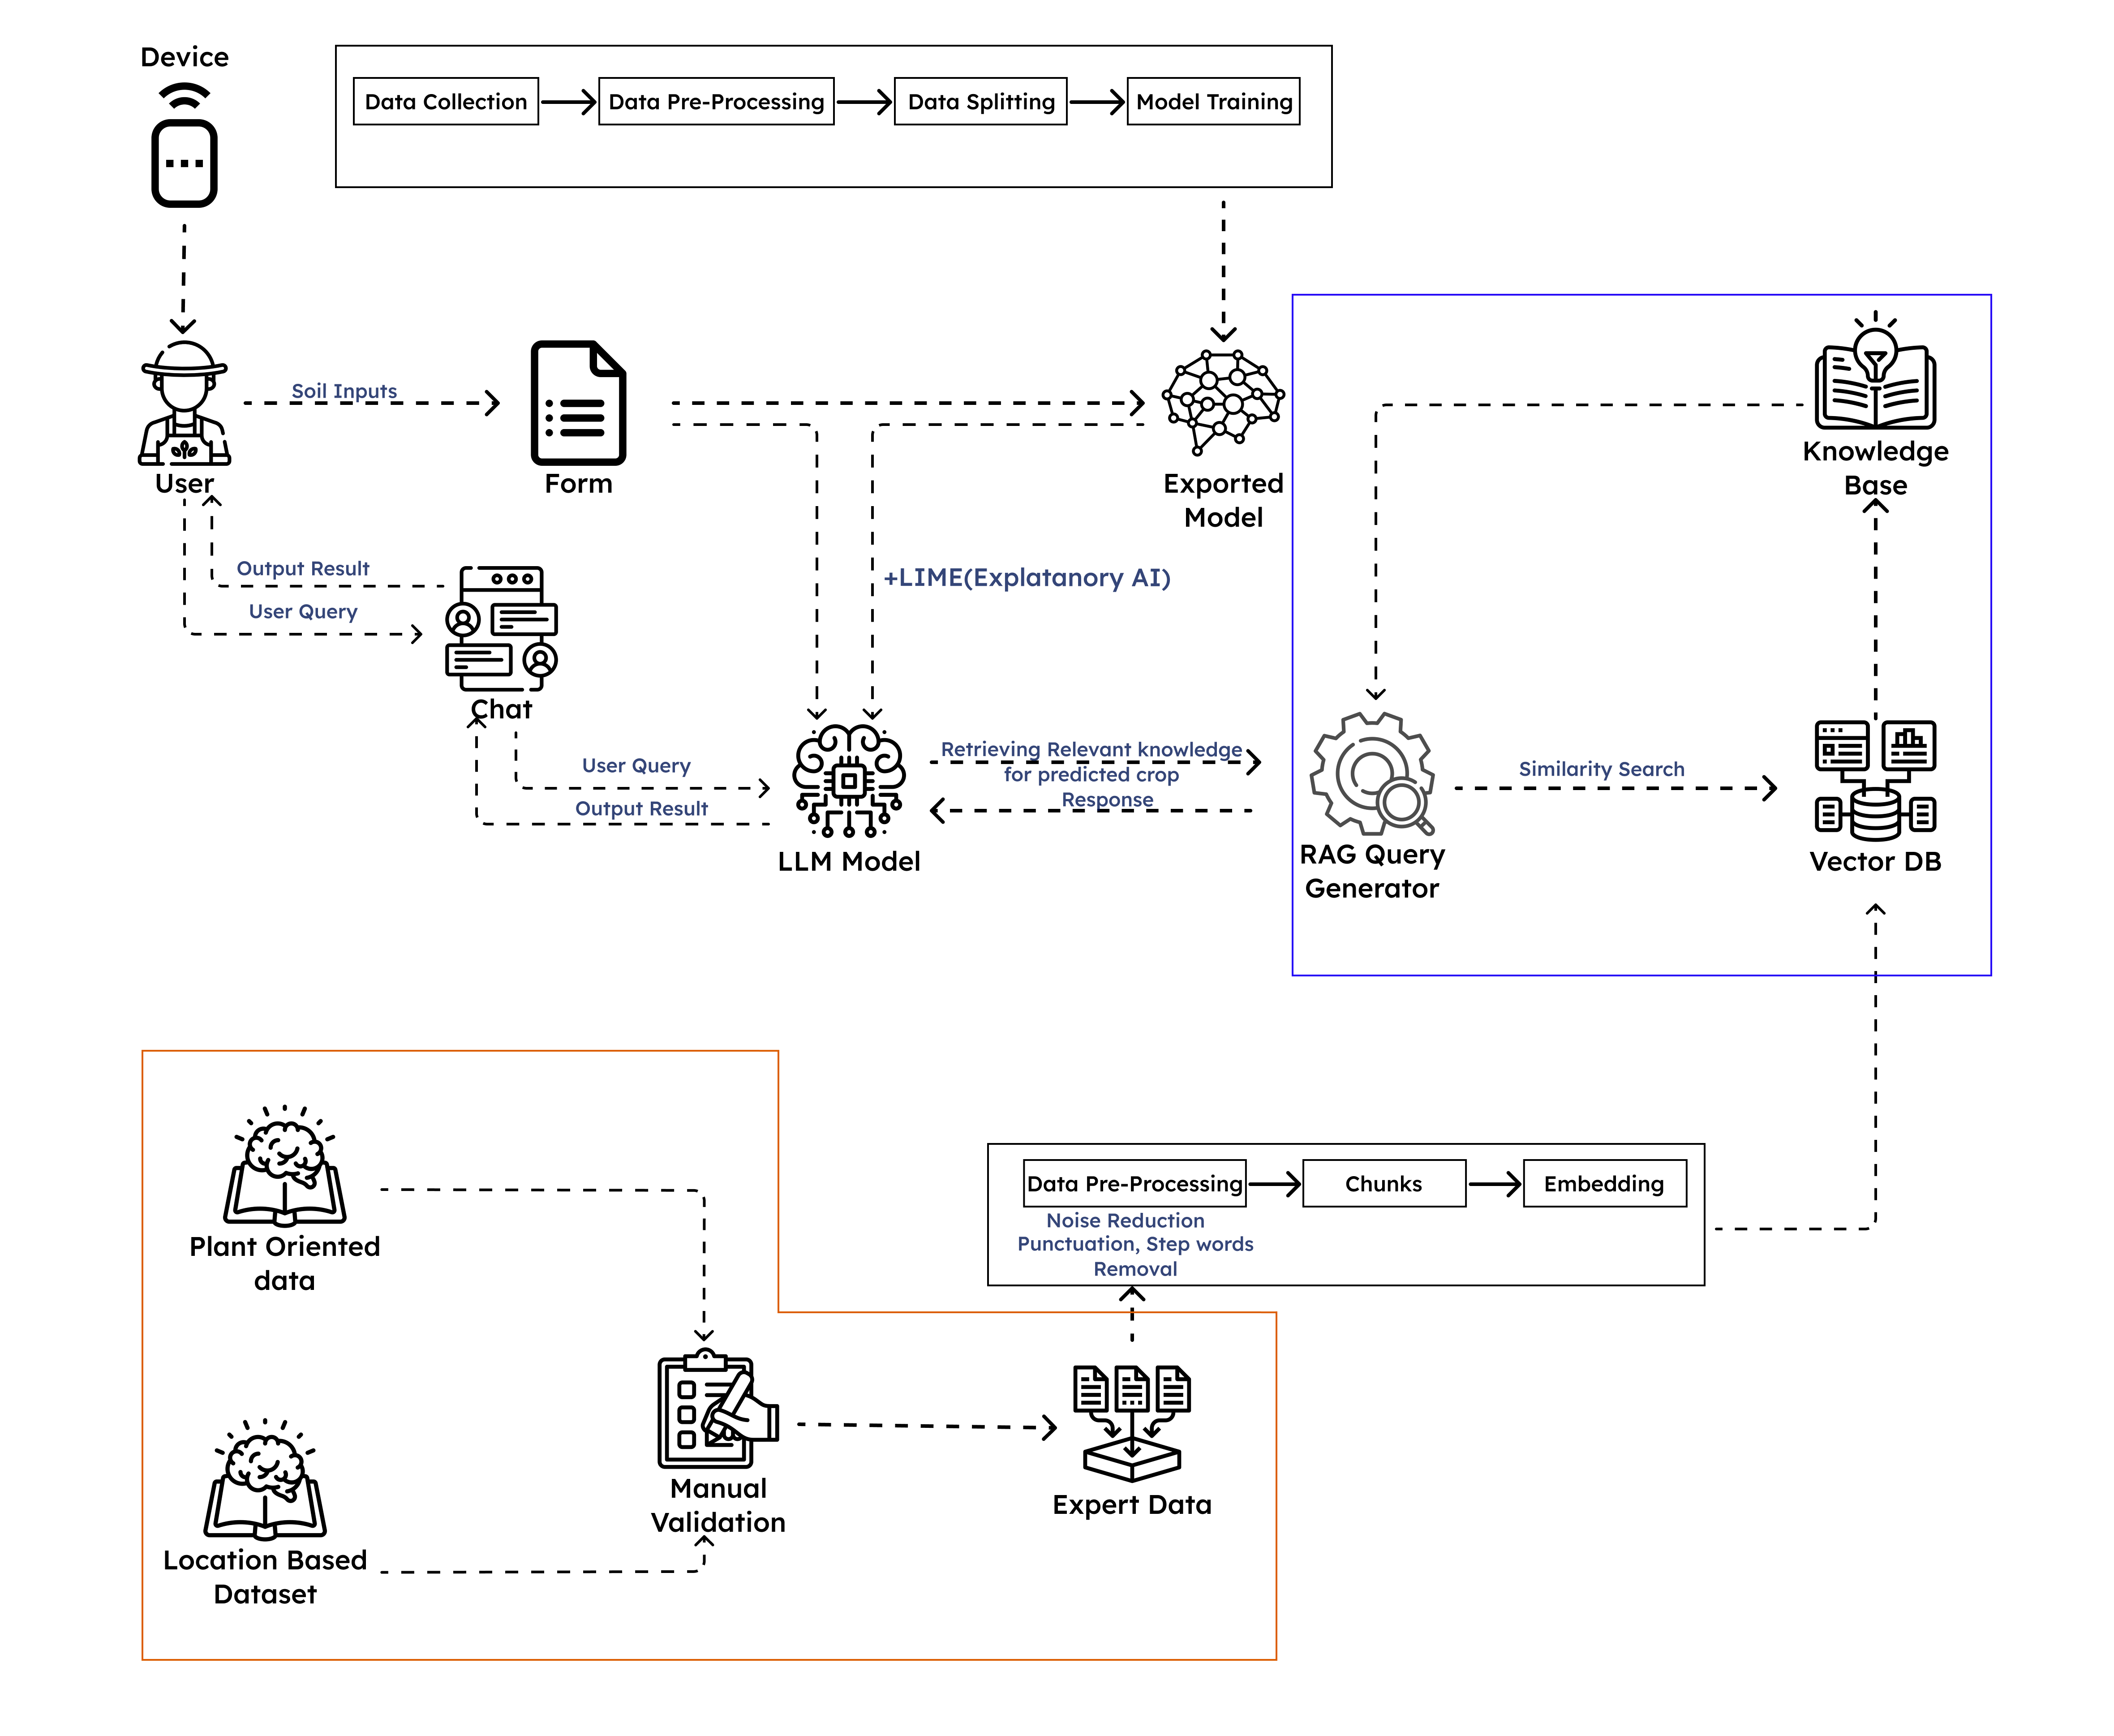 Device
Data Collection
Data Pre-Processing
Data Splitting
Model Training
User
Soil Inputs
Form
Exported
Model
Knowledge
Base
Output Result
User Query
Chat
+LIME(Explatanory AI)
User Query
Output Result
LLM Model
Retrieving Relevant knowledge
for predicted crop
Response
RAG Query
Generator
Similarity Search
Vector DB
Plant Oriented
data
Location Based
Dataset
Manual
Validation
Expert Data
Data Pre-Processing
Chunks
Embedding
Noise Reduction
Punctuation, Step words
Removal